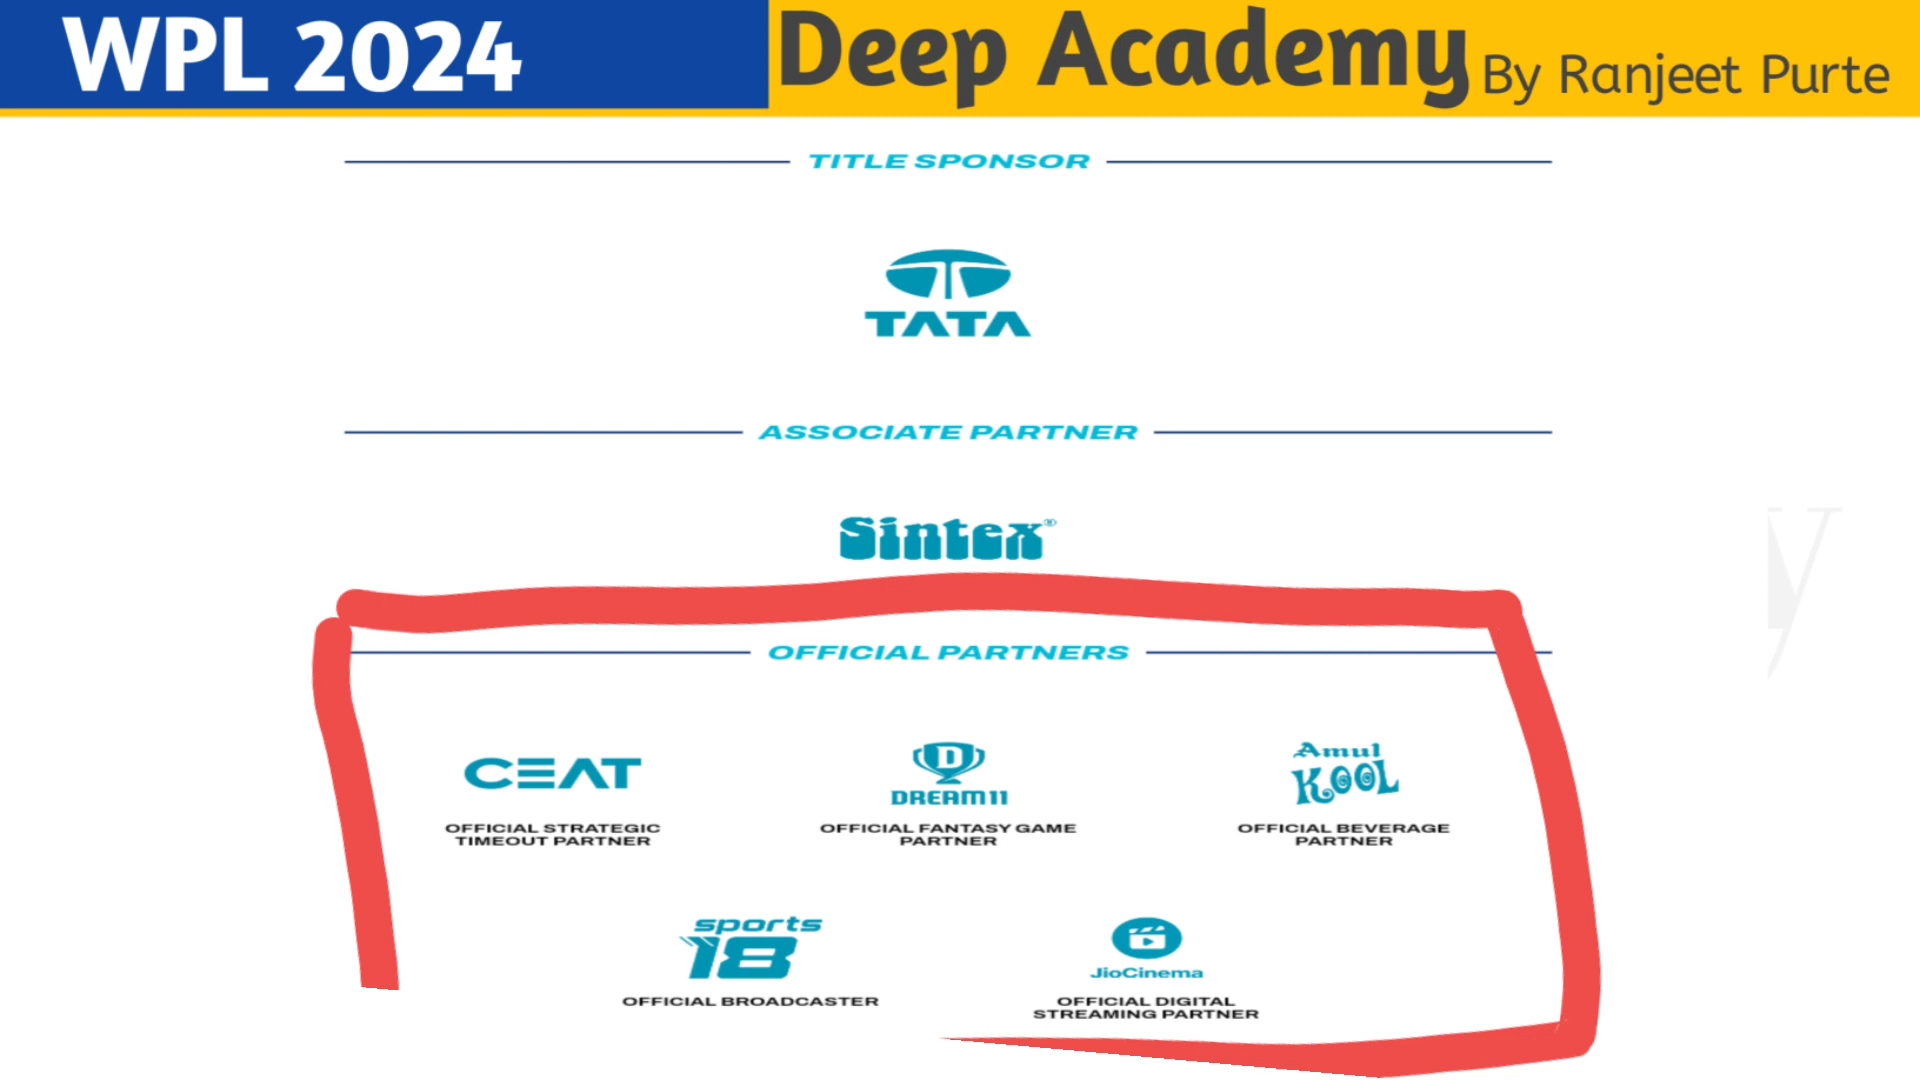 WPL 2024
Deep Academy By Ranjeet Purte
TITLE SPONSOR
TATA
ASSOCIATE PARTNER
Sintex®
OFFICIAL PARTNERS
CEAT
OFFICIAL STRATEGIC
TIMEOUT PARTNER
D
DREAM11
OFFICIAL FANTASY GAME
PARTNER
Amul
KOOL
OFFICIAL BEVERAGE
PARTNER
sports
18
OFFICIAL BROADCASTER
JioCinema
OFFICIAL DIGITAL
STREAMING PARTNER
y